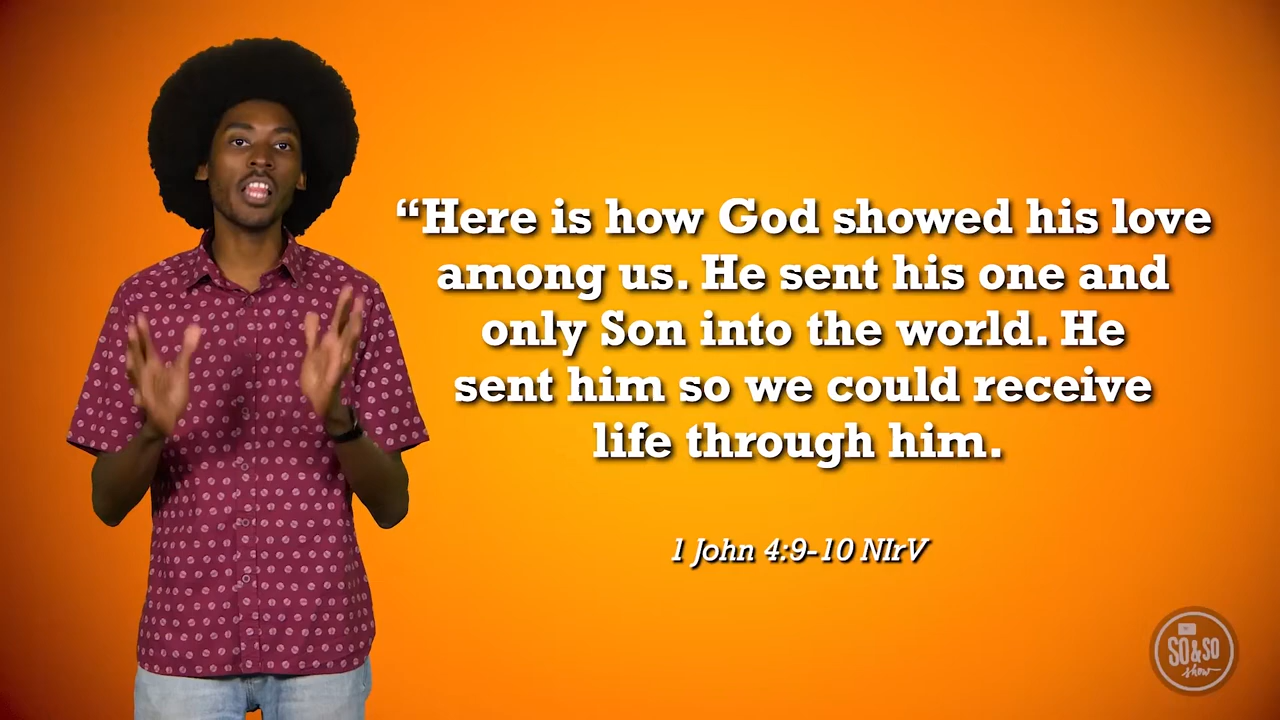 “Here is how God showed his love
among us. He sent his one and
only Son into the world. He
sent him so we could receive
life through him.
1 John 4:9-10 NIrV
SO & SO
show